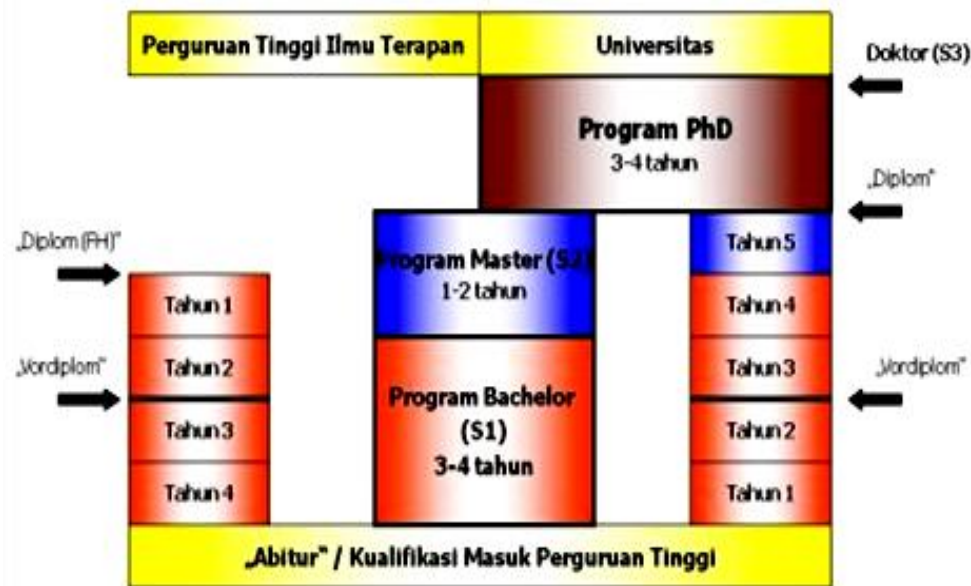 Perguruan Tinggi Ilmu Terapan
Universitas
Doktor (S3)
Program PhD
3-4 tahun
„Diplom"
„Diplom (FH)"
Program Master (S2)
1-2 tahun
Tahun 5
Tahun 1
Tahun 4
„Vordiplom"
Tahun 2
Program Bachelor
(S1)
3-4 tahun
Tahun 3
„Vordiplom"
Tahun 3
Tahun 2
Tahun 4
Tahun 1
„Abitur" / Kualifikasi Masuk Perguruan Tinggi